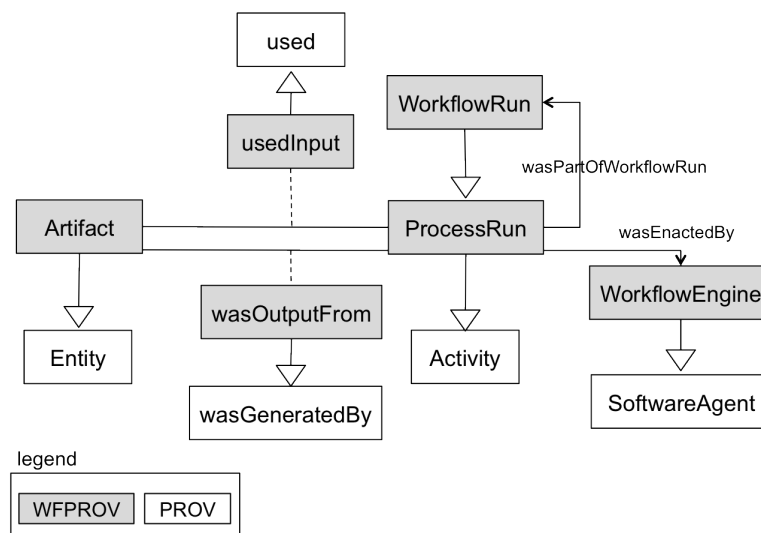 used
WorkflowRun
usedInput
wasPartOfWorkflowRun
Artifact
ProcessRun
wasEnactedBy
wasOutputFrom
WorkflowEngine
Entity
Activity
wasGeneratedBy
SoftwareAgent
legend
WFPROV
PROV